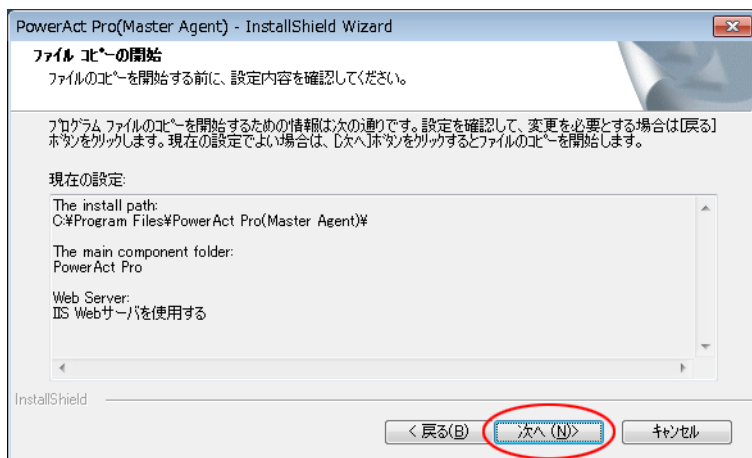 PowerAct Pro(Master Agent) - InstallShield Wizard
ファイル コピーの開始
ファイルのコピーを開始する前に、設定内容を確認してください。
プログラム ファイルのコピーを開始するための情報は次の通りです。設定を確認して、変更を必要とする場合は[戻る]
ボタンをクリックします。現在の設定でよい場合は、[次へ]ボタンをクリックするとファイルのコピーを開始します。
現在の設定:
The install path:
C:¥Program Files¥PowerAct Pro(Master Agent)¥
The main component folder:
PowerAct Pro
Web Server:
IIS Webサーバを使用する
InstallShield
< 戻る(B)
次へ (N)>
キャンセル